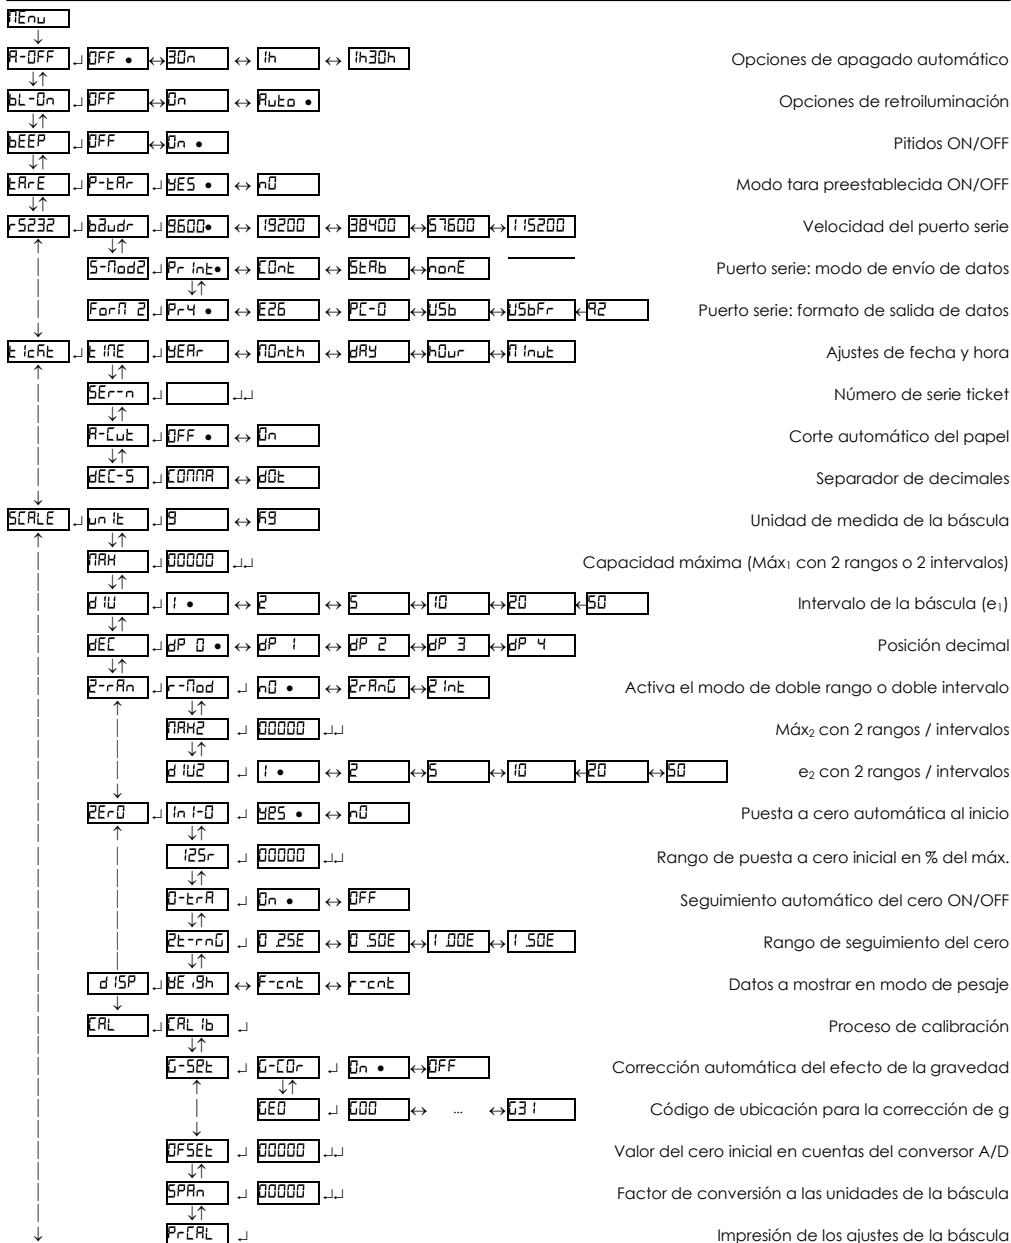 MEnu
A-OFF OFF • 30n 1h 1h30h Opciones de apagado automático
bL-On OFF On Auto • Opciones de retroiluminación
bEEP OFF On • Pitidos ON/OFF
tArE P-tAr YES • nO Modo tara preestablecida ON/OFF
rS232 bAudr 9600• 19200 38400 57600 115200 Velocidad del puerto serie
S-Mod2 Print• COnt StAb nonE Puerto serie: modo de envío de datos
ForM 2 Pr4 • E26 PC-0 USb USbFr 92 Puerto serie: formato de salida de datos
tIckt tIME YEAr MOnth dAY hOur MInut Ajustes de fecha y hora
SEr-n Número de serie ticket
A-Cut OFF • On Corte automático del papel
dEC-S COMMA dOt Separador de decimales
SCALE unIt g kg Unidad de medida de la báscula
MAH 00000 Capacidad máxima (Máx₁ con 2 rangos o 2 intervalos)
dIU 1 • 2 5 10 20 50 Intervalo de la báscula (e₁)
dEC dP 0 • dP 1 dP 2 dP 3 dP 4 Posición decimal
2-rAn r-Mod nO • 2rAnG 2Int Activa el modo de doble rango o doble intervalo
MAH2 00000 Máx₂ con 2 rangos / intervalos
dIU2 1 • 2 5 10 20 50 e₂ con 2 rangos / intervalos
2ErO InI-0 YES • nO Puesta a cero automática al inicio
I2Sr 00000 Rango de puesta a cero inicial en % del máx.
0-trA On • OFF Seguimiento automático del cero ON/OFF
2t-rnG 0.25E 0.50E 1.00E 1.50E Rango de seguimiento del cero
dISP WEigh F-cnt r-cnt Datos a mostrar en modo de pesaje
CAL CALIb Proceso de calibración
G-SEt G-COr On • OFF Corrección automática del efecto de la gravedad
GEO G00 ... G31 Código de ubicación para la corrección de g
OFSEt 00000 Valor del cero inicial en cuentas del conversor A/D
SPAn 00000 Factor de conversión a las unidades de la báscula
PrCAL Impresión de los ajustes de la báscula